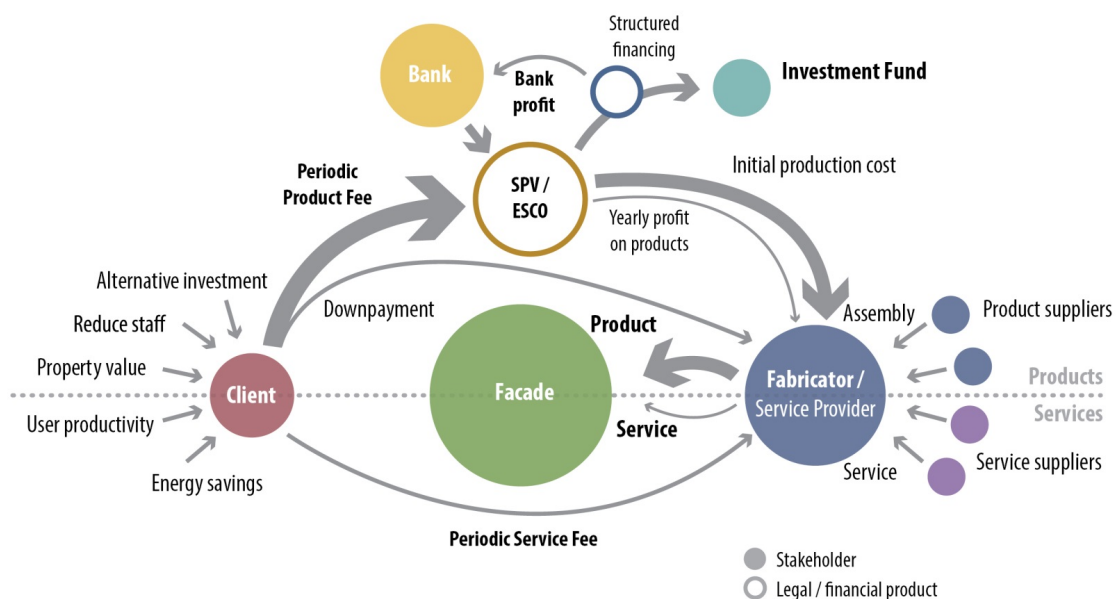 Structured
financing
Bank
Bank
profit
Investment Fund
Periodic
Product Fee
SPV /
ESCO
Initial production cost
Yearly profit
on products
Alternative investment
Downpayment
Reduce staff
Product
Assembly
Product suppliers
Property value
Client
Facade
Fabricator /
Service Provider
Products
Services
User productivity
Service
Energy savings
Service
Service suppliers
Periodic Service Fee
Stakeholder
Legal / financial product